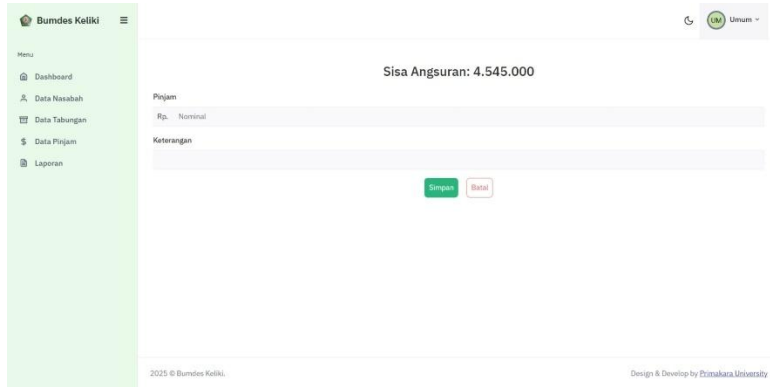 Bumdes Keliki
UM Umum
Menu
Dashboard
Data Nasabah
Data Tabungan
$ Data Pinjam
Laporan
Sisa Angsuran: 4.545.000
Pinjam
Rp. Nominal
Keterangan
Simpan Batal
2025 © Bumdes Keliki. Design & Develop by Primakara University